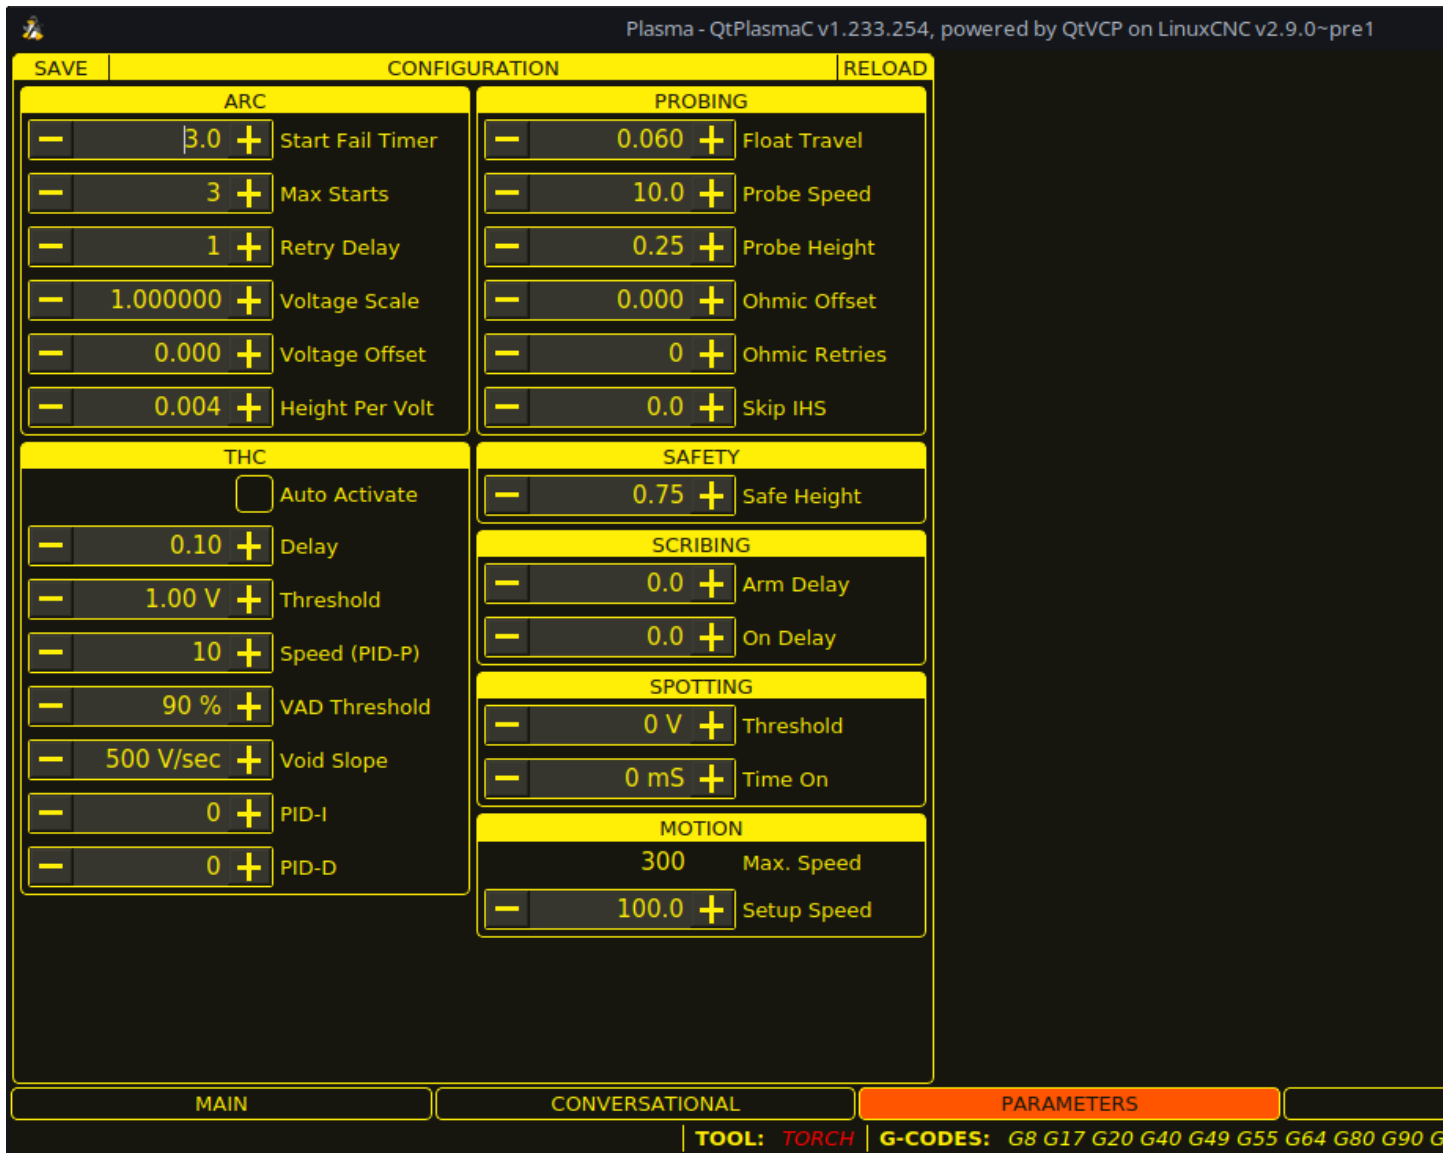 Plasma - QtPlasmaC v1.233.254, powered by QtVCP on LinuxCNC v2.9.0~pre1
SAVE CONFIGURATION RELOAD
ARC
3.0 Start Fail Timer
3 Max Starts
1 Retry Delay
1.000000 Voltage Scale
0.000 Voltage Offset
0.004 Height Per Volt
THC
Auto Activate
0.10 Delay
1.00 V Threshold
10 Speed (PID-P)
90 % VAD Threshold
500 V/sec Void Slope
0 PID-I
0 PID-D
PROBING
0.060 Float Travel
10.0 Probe Speed
0.25 Probe Height
0.000 Ohmic Offset
0 Ohmic Retries
0.0 Skip IHS
SAFETY
0.75 Safe Height
SCRIBING
0.0 Arm Delay
0.0 On Delay
SPOTTING
0 V Threshold
0 mS Time On
MOTION
300 Max. Speed
100.0 Setup Speed
MAIN CONVERSATIONAL PARAMETERS
TOOL: TORCH G-CODES: G8 G17 G20 G40 G49 G55 G64 G80 G90 G